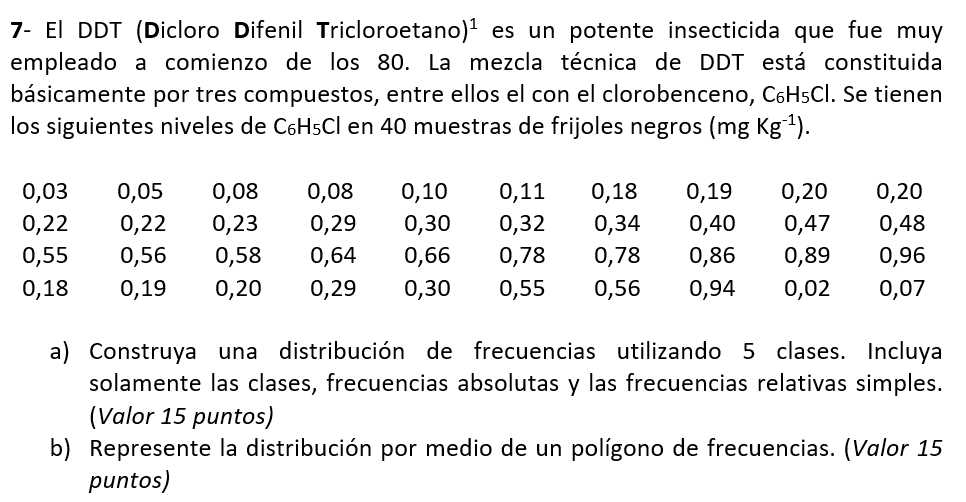 7- El DDT (Dicloro Difenil Tricloroetano)¹ es un potente insecticida que fue muy
empleado a comienzo de los 80. La mezcla técnica de DDT está constituida
básicamente por tres compuestos, entre ellos el con el clorobenceno, C6H5Cl. Se tienen
los siguientes niveles de C6H5Cl en 40 muestras de frijoles negros (mg Kg⁻¹).
0,03 0,05 0,08 0,08 0,10 0,11 0,18 0,19 0,20 0,20
0,22 0,22 0,23 0,29 0,30 0,32 0,34 0,40 0,47 0,48
0,55 0,56 0,58 0,64 0,66 0,78 0,78 0,86 0,89 0,96
0,18 0,19 0,20 0,29 0,30 0,55 0,56 0,94 0,02 0,07
a) Construya una distribución de frecuencias utilizando 5 clases. Incluya
solamente las clases, frecuencias absolutas y las frecuencias relativas simples.
(Valor 15 puntos)
b) Represente la distribución por medio de un polígono de frecuencias. (Valor 15
puntos)